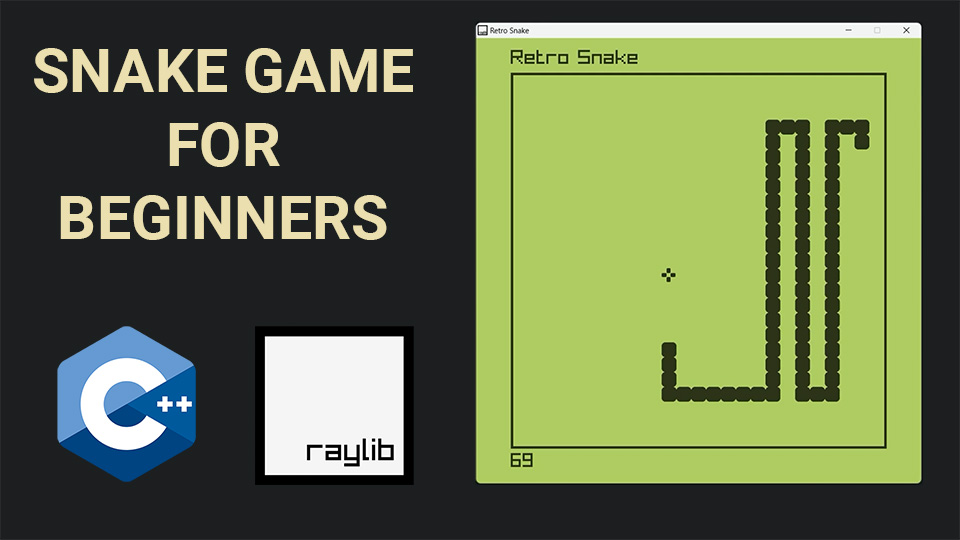 SNAKE GAME
FOR
BEGINNERS
C++
raylib
Retro Snake
Retro Snake
69